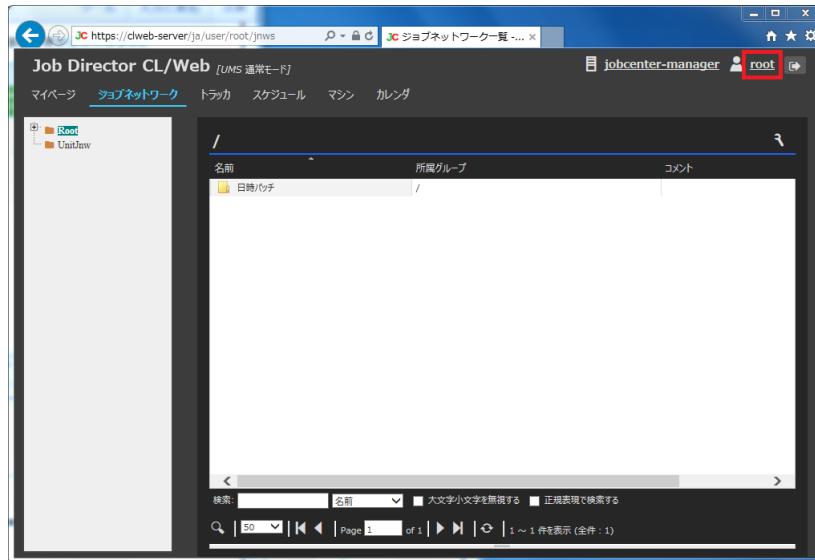 https://clweb-server/ja/user/root/jnws
JC ジョブネットワーク一覧 -...
Job Director CL/Web [UMS 通常モード]
jobcenter-manager root
マイページ ジョブネットワーク トラッカ スケジュール マシン カレンダ
Root
UnitJnw
/
名前 所属グループ コメント
日時バッチ /
検索: 名前 大文字小文字を無視する 正規表現で検索する
50 Page 1 of 1 1 ~ 1 件を表示 (全件 : 1)